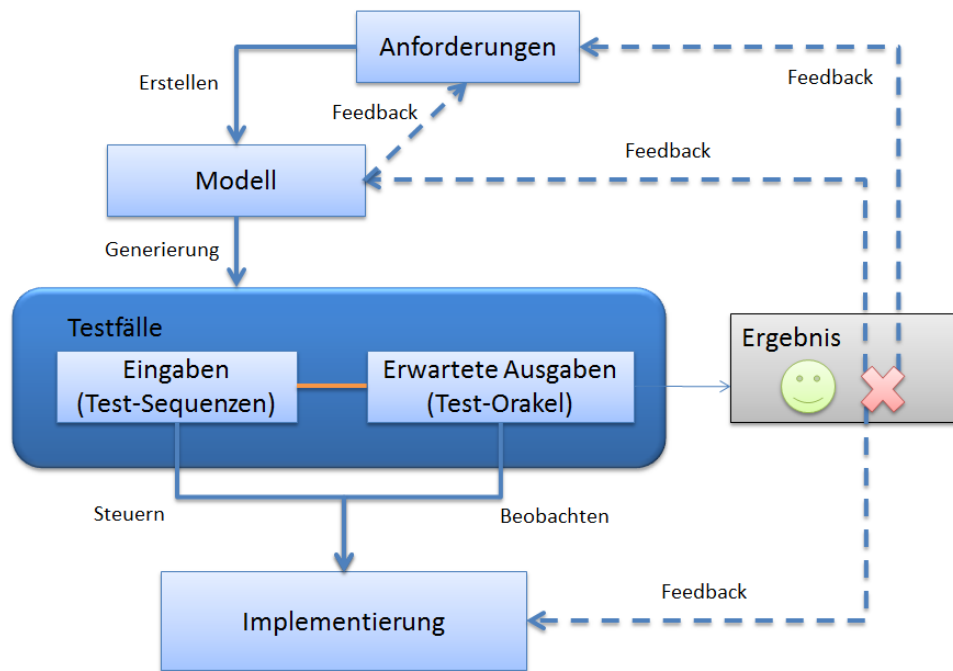 Anforderungen
Erstellen
Feedback
Feedback
Feedback
Modell
Generierung
Testfälle
Eingaben
(Test-Sequenzen)
Erwartete Ausgaben
(Test-Orakel)
Ergebnis
Steuern
Beobachten
Implementierung
Feedback